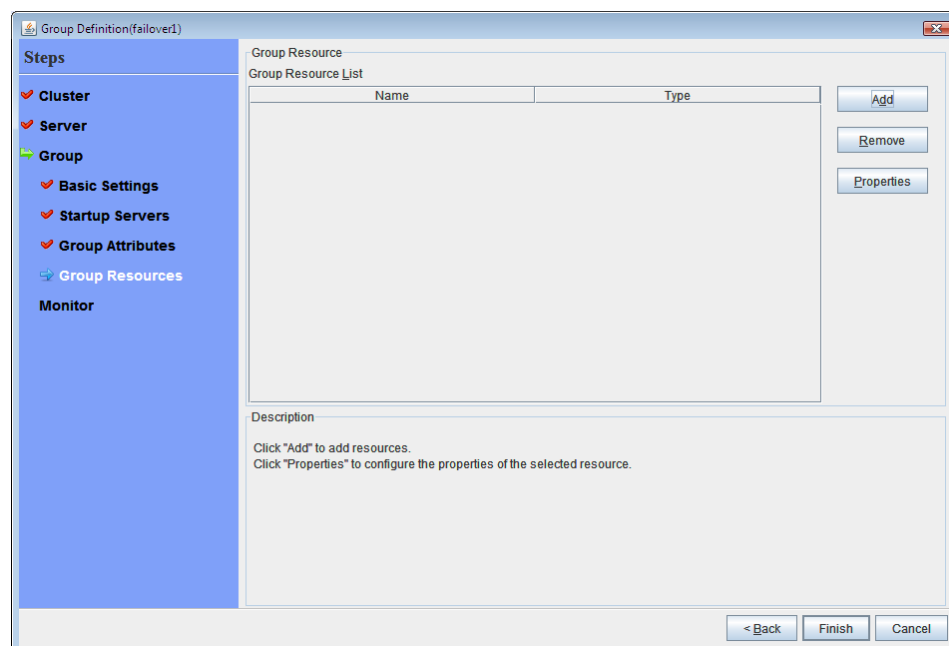 Group Definition(failover1)
Steps
Cluster
Server
Group
Basic Settings
Startup Servers
Group Attributes
Group Resources
Monitor
Group Resource
Group Resource List
Name Type
Add
Remove
Properties
Description
Click "Add" to add resources.
Click "Properties" to configure the properties of the selected resource.
< Back Finish Cancel